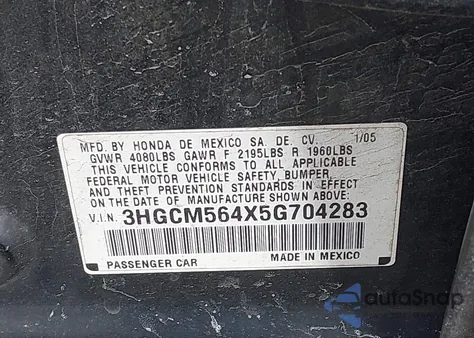 MFD. BY HONDA DE MEXICO SA. DE. CV. 1/05
GVWR 4080LBS GAWR F 2195LBS R 1960LBS
THIS VEHICLE CONFORMS TO ALL APPLICABLE
FEDERAL MOTOR VEHICLE SAFETY, BUMPER,
AND THEFT PREVENTION STANDARDS IN EFFECT
ON THE DATE OF MANUFACTURE SHOWN ABOVE.
V.I.N. 3HGCM564X5G704283
PASSENGER CAR MADE IN MEXICO
autoSnap